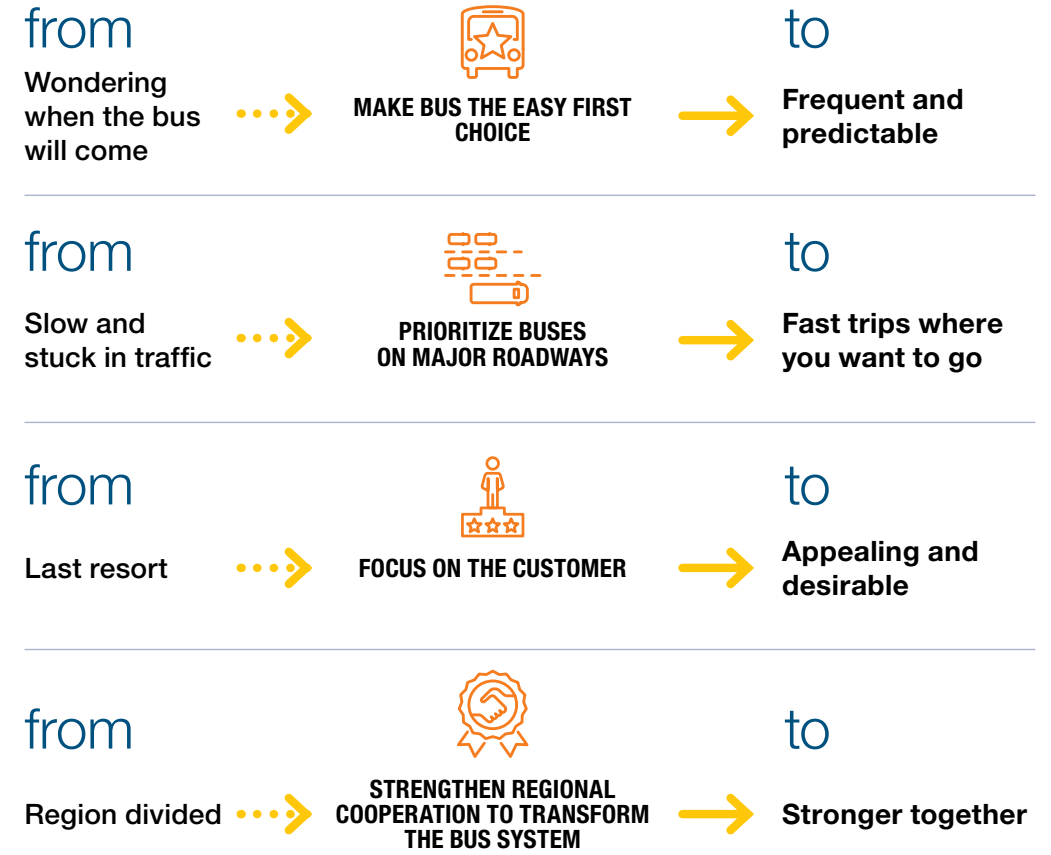 from
Wondering
when the bus
will come
MAKE BUS THE EASY FIRST
CHOICE
to
Frequent and
predictable
from
Slow and
stuck in traffic
PRIORITIZE BUSES
ON MAJOR ROADWAYS
to
Fast trips where
you want to go
from
Last resort
FOCUS ON THE CUSTOMER
to
Appealing and
desirable
from
Region divided
STRENGTHEN REGIONAL
COOPERATION TO TRANSFORM
THE BUS SYSTEM
to
Stronger together